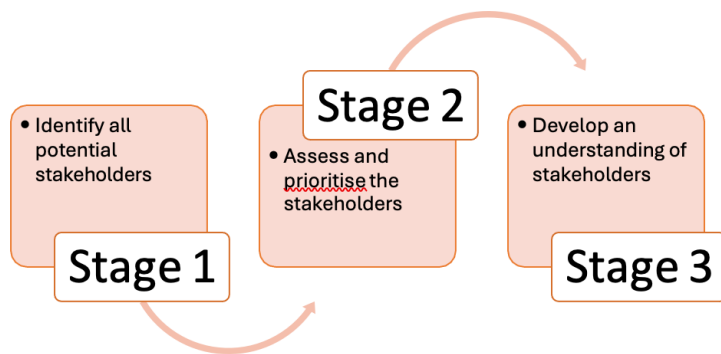 • Identify all
potential
stakeholders
Stage 1
Stage 2
• Assess and
prioritise the
stakeholders
• Develop an
understanding of
stakeholders
Stage 3